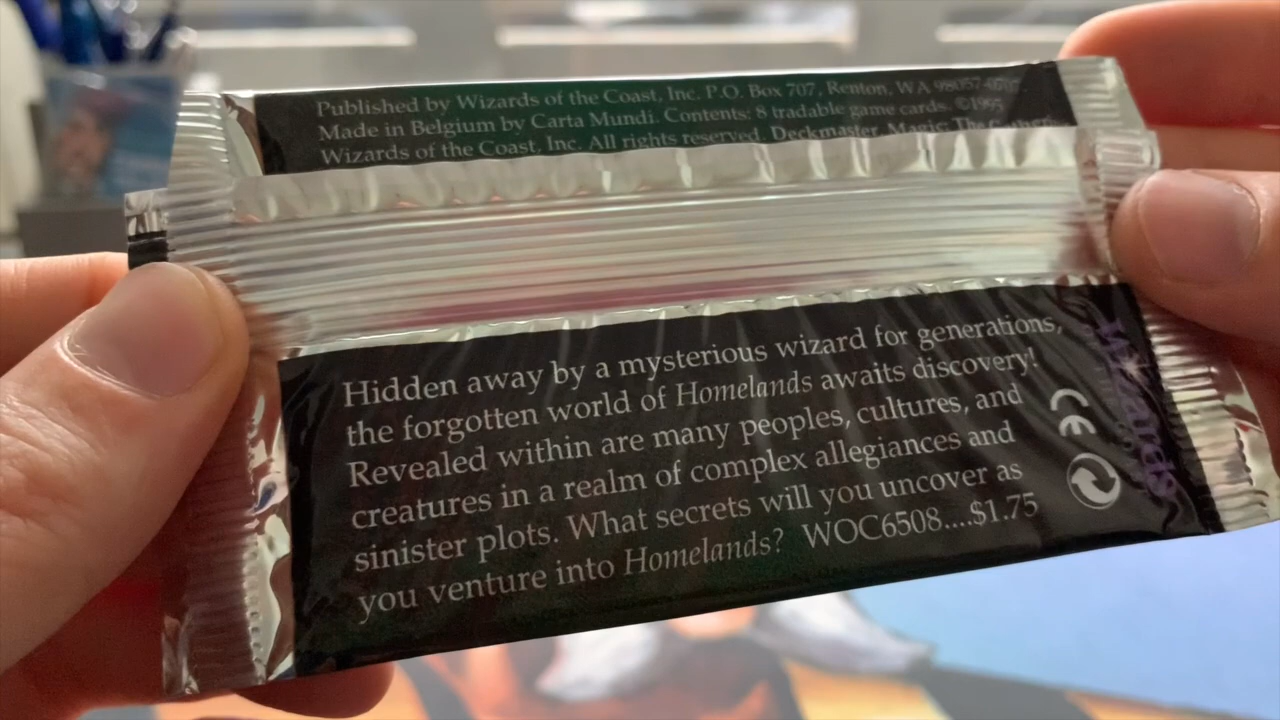 Published by Wizards of the Coast, Inc. P.O. Box 707, Renton, WA 98057-0707.
Made in Belgium by Carta Mundi. Contents: 8 tradable game cards. ©1995
Wizards of the Coast, Inc. All rights reserved. Deckmaster, Magic: The
Hidden away by a mysterious wizard for generations,
the forgotten world of Homelands awaits discovery!
Revealed within are many peoples, cultures, and
creatures in a realm of complex allegiances and
sinister plots. What secrets will you uncover as
you venture into Homelands? WOC6508....$1.75
CE
Wizards